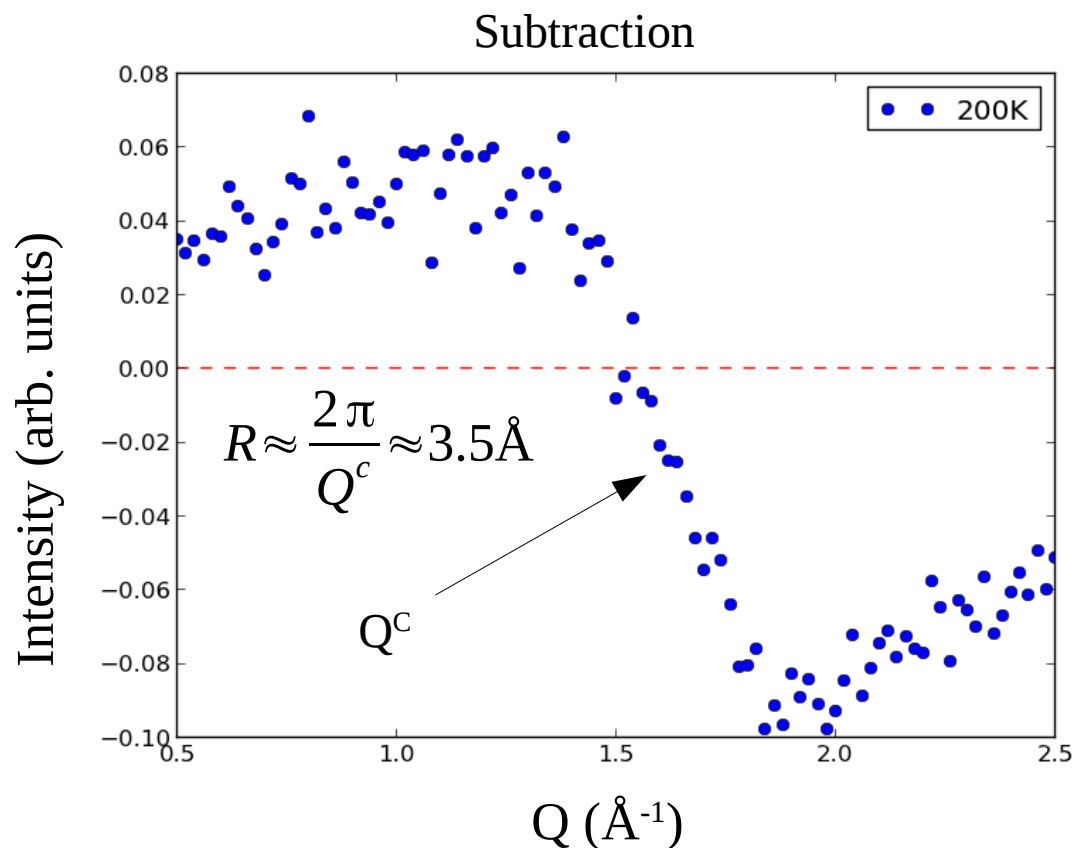 Subtraction
200K
0.08
0.06
0.04
0.02
0.00
−0.02
−0.04
−0.06
−0.08
−0.10
Intensity (arb. units)
R≈2π/Q^c≈3.5Å
Q^C
0.5 1.0 1.5 2.0 2.5
Q (Å^-1)